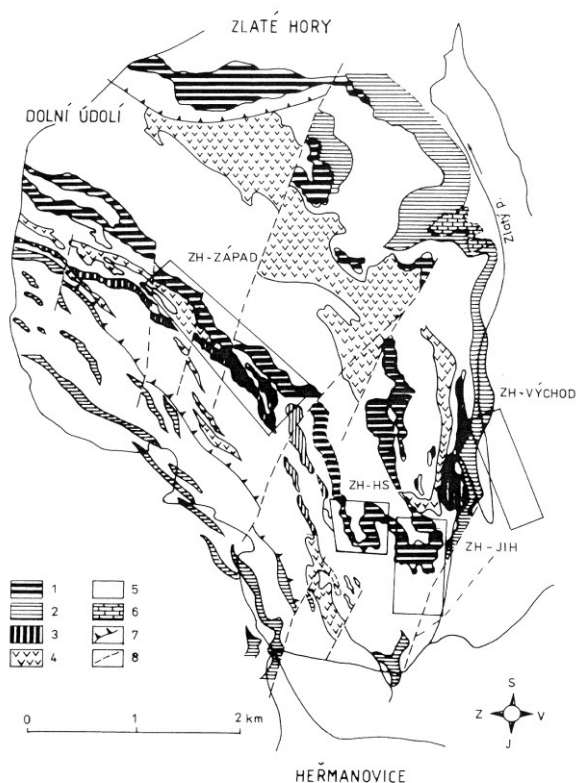 ZLATÉ HORY
DOLNÍ ÚDOLÍ
Zlatý p.
ZH-ZÁPAD
ZH-VÝCHOD
ZH-HS
ZH-JIH
1 5
2 6
3 7
4 8
0 1 2 km
S
Z V
J
HEŘMANOVICE